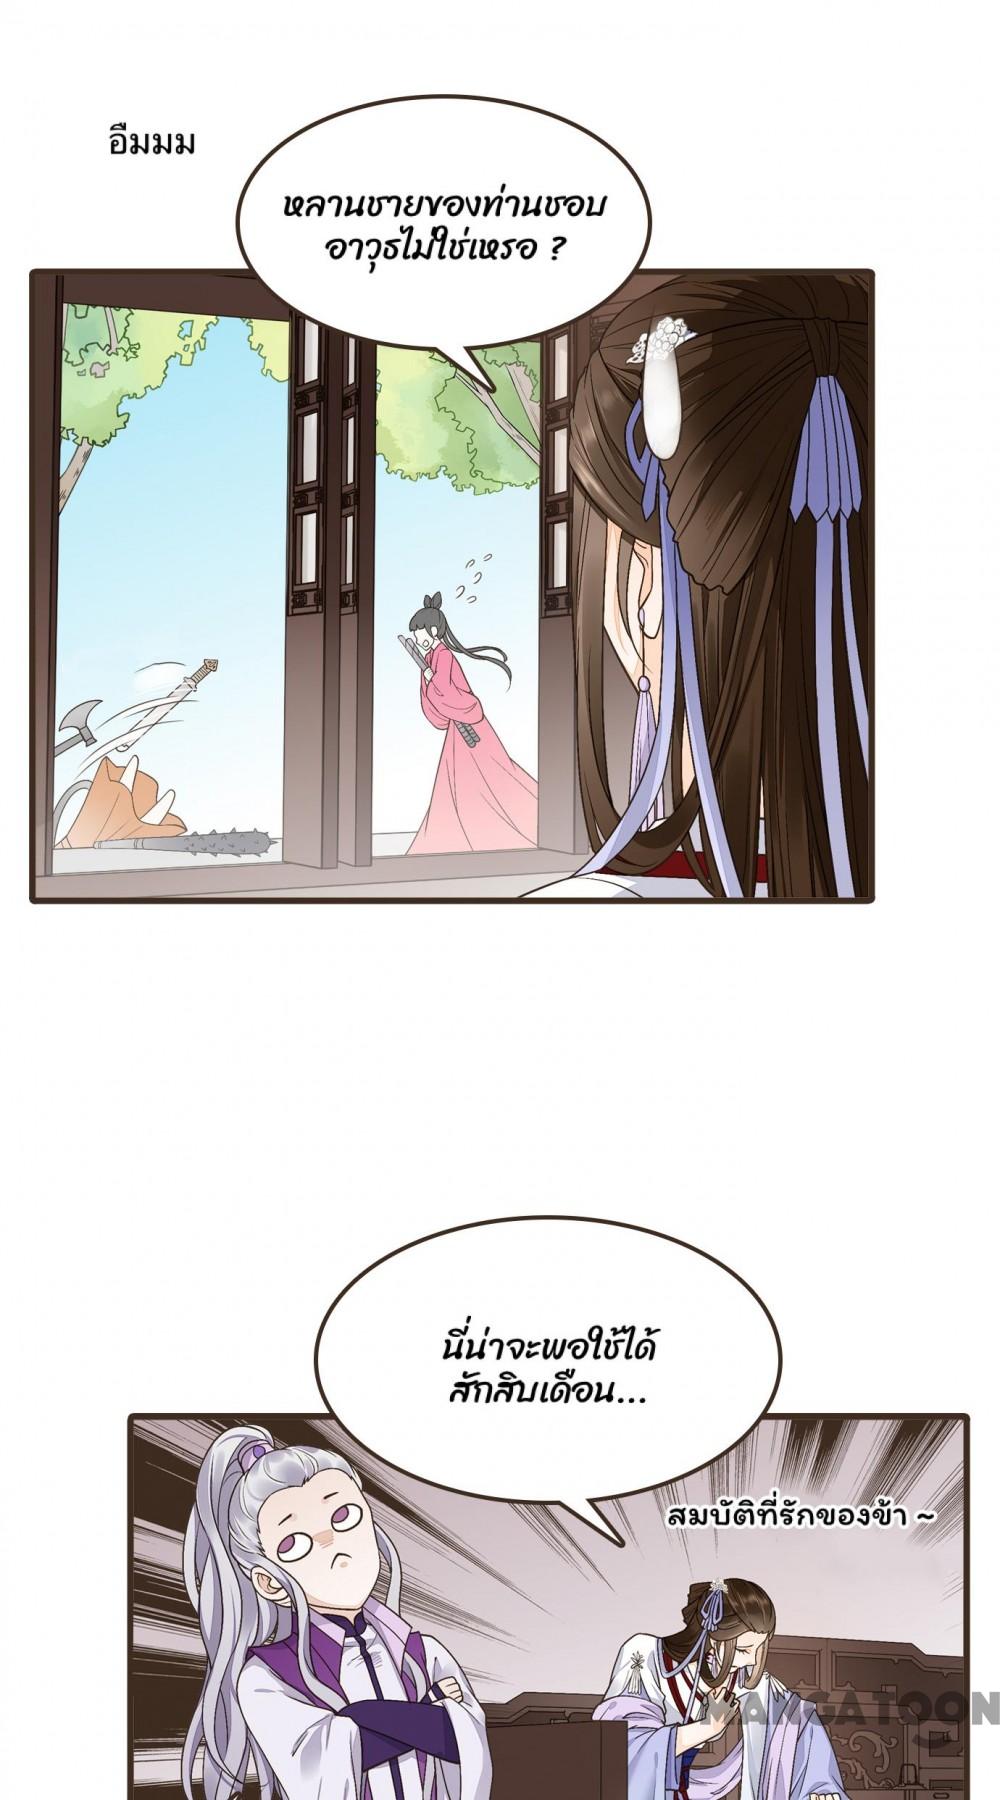 อืมมม
หลานชายของท่านชอบ
อาวุธไม่ใช่เหรอ ?
นี่น่าจะพอใช้ได้
สักสิบเดือน...
สมบัติที่รักของข้า ~
MANGATOON